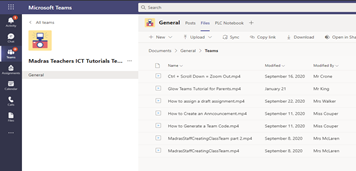 Microsoft Teams
Search
Activity
Chat
Teams
Assignments
Calendar
Calls
Files
< All teams
Madras Teachers ICT Tutorials Te... ...
General
General Posts Files PLC Notebook +
+ New Upload Sync Copy link Download Open in Sha
Documents > General > Teams
Name Modified Modified By
Ctrl + Scroll Down = Zoom Out.mp4 September 16, 2020 Mr Crone
Glow Teams Tutorial for Parents.mp4 January 21 Mr King
How to assign a draft assignment.mp4 September 22, 2020 Mrs Walker
How to Create an Announcement.mp4 September 11, 2020 Miss Couper
How to Generate a Team Code.mp4 September 11, 2020 Miss Couper
MadrasStaffCreatingClassTeam part 2.mp4 September 9, 2020 Mrs McLaren
MadrasStaffCreatingClassTeam.mp4 September 8, 2020 Mrs McLaren